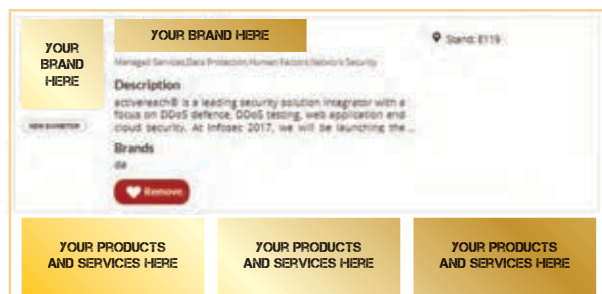 YOUR
BRAND
HERE
YOUR BRAND HERE
Stand: E119
Managed Services,Data Protection,Human Factors,Network Security
Description
activereach® is a leading security solution integrator with a
focus on DDoS defence, DDoS testing, web application and
cloud security. At Infosec 2017, we will be launching the ...
NEW EXHIBITOR
Brands
da
Remove
YOUR PRODUCTS
AND SERVICES HERE
YOUR PRODUCTS
AND SERVICES HERE
YOUR PRODUCTS
AND SERVICES HERE